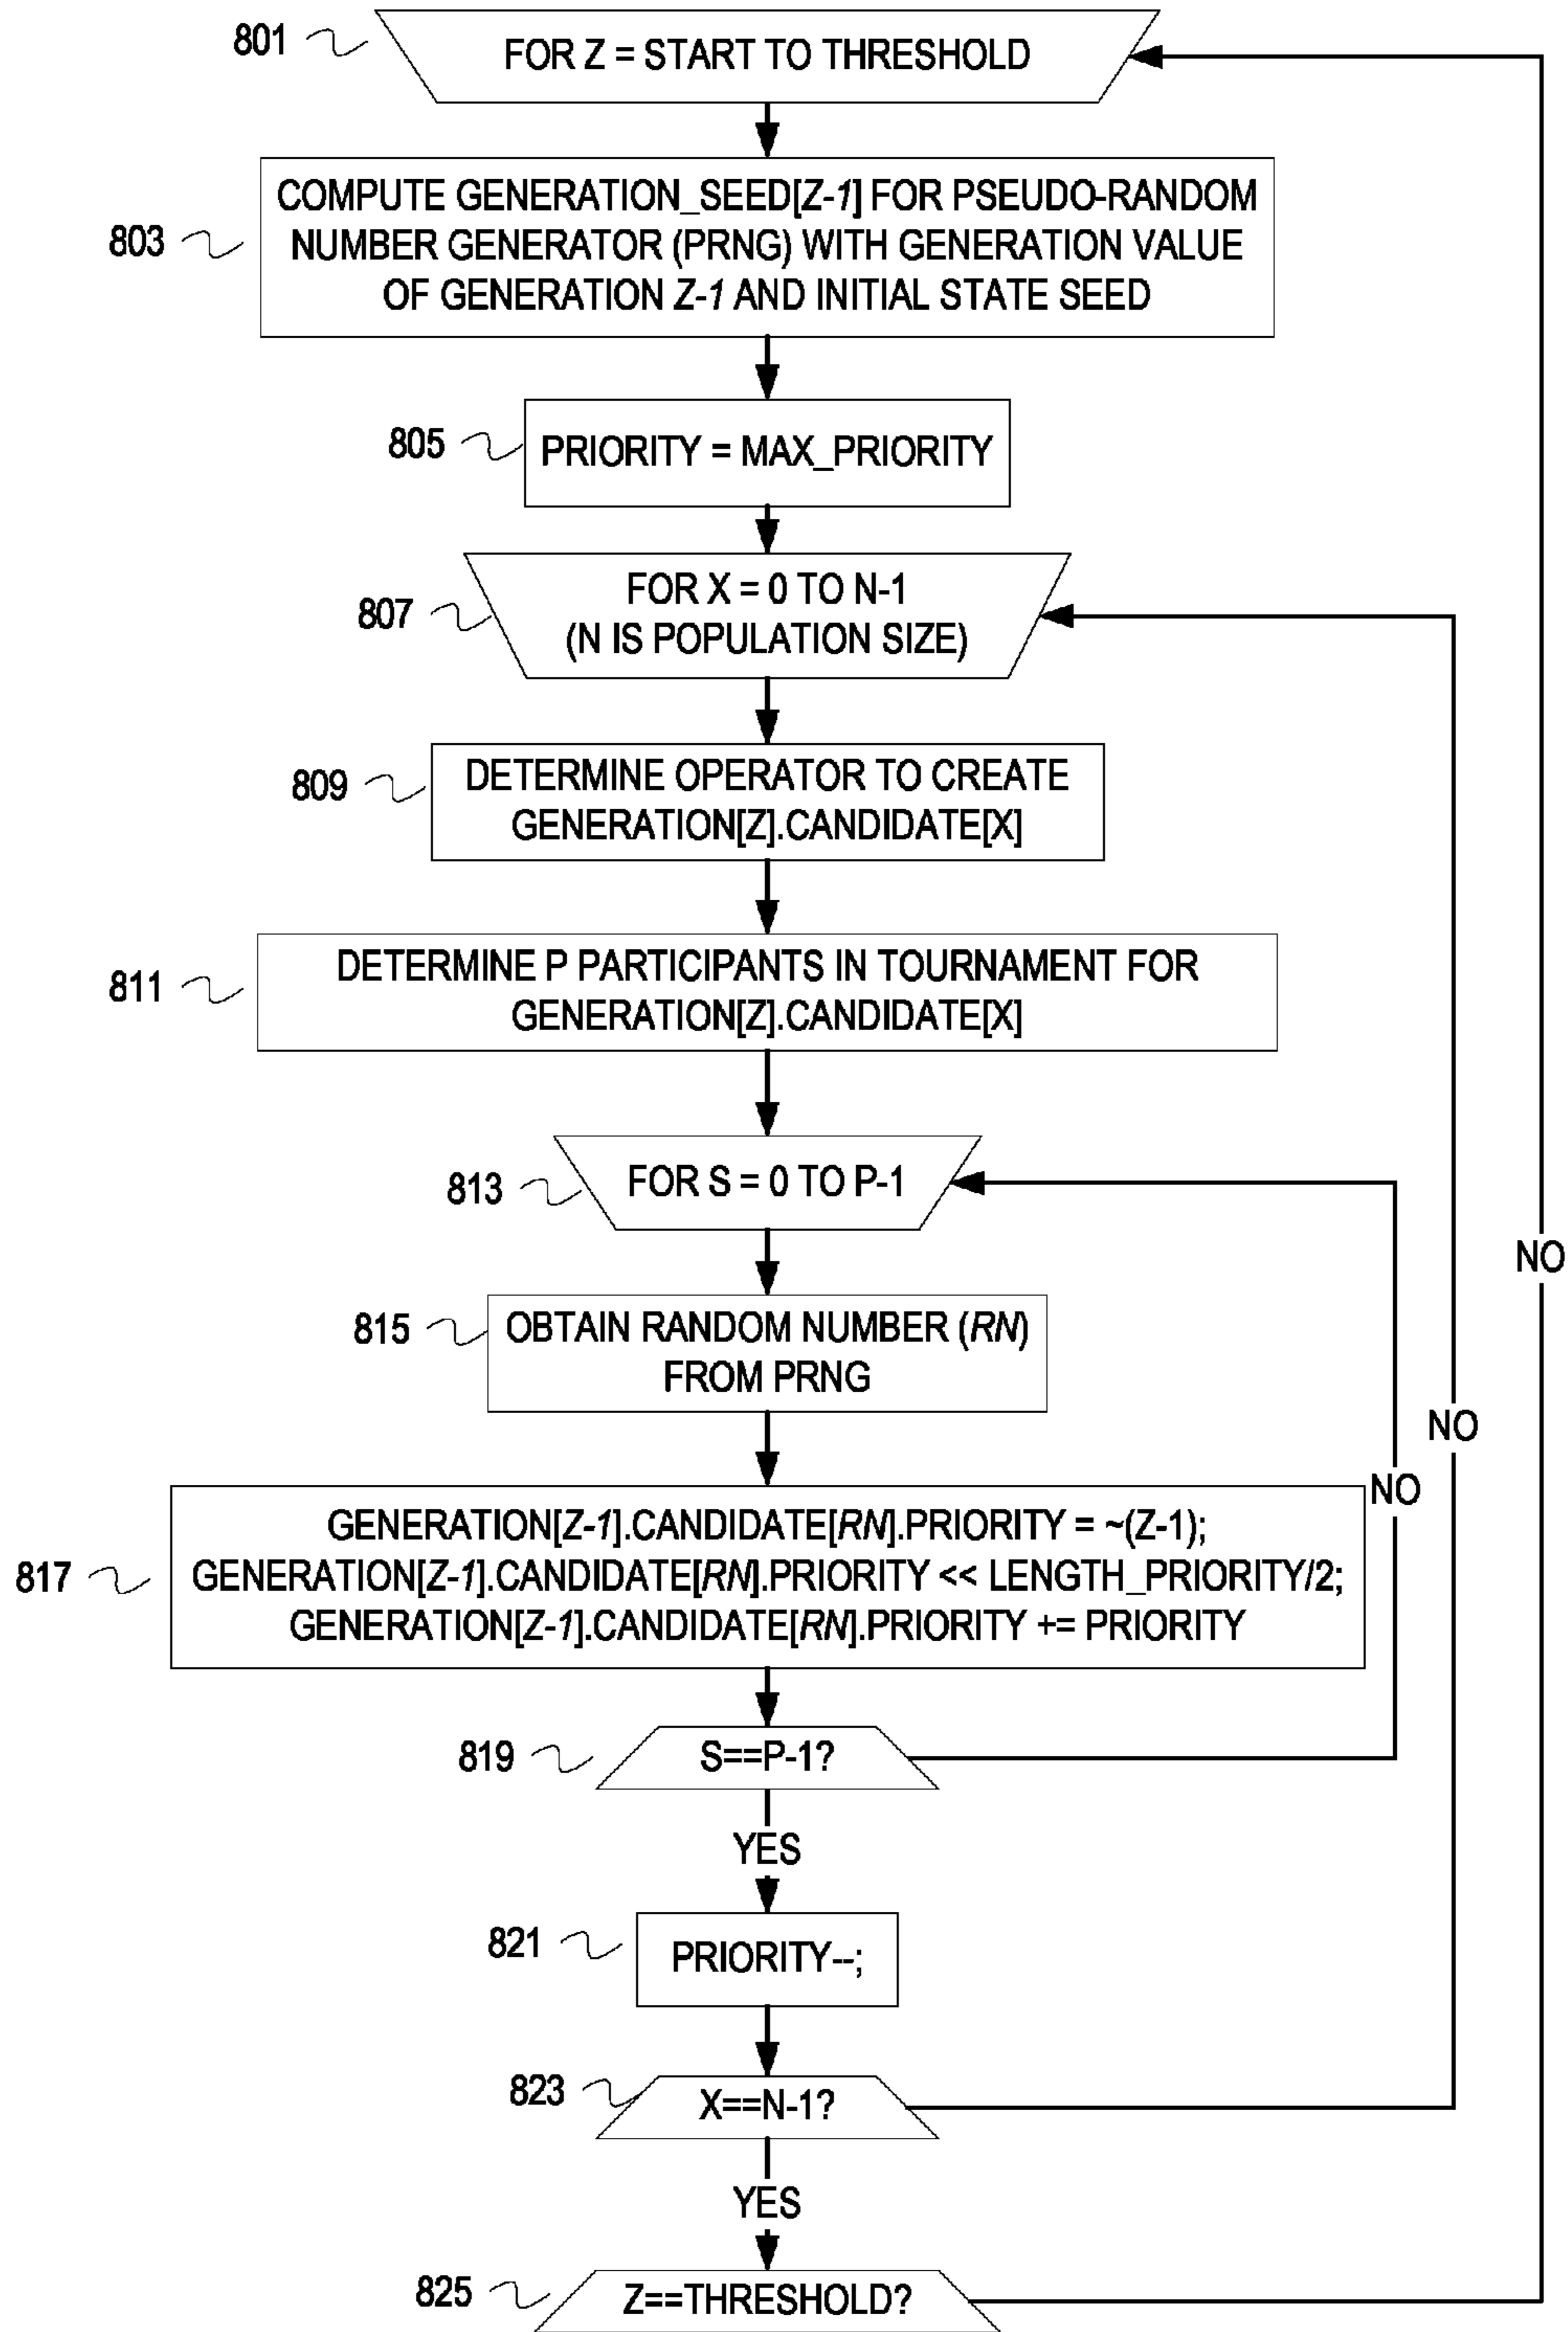 801
FOR Z = START TO THRESHOLD
803
COMPUTE GENERATION_SEED[Z-1] FOR PSEUDO-RANDOM
NUMBER GENERATOR (PRNG) WITH GENERATION VALUE
OF GENERATION Z-1 AND INITIAL STATE SEED
805
PRIORITY = MAX_PRIORITY
807
FOR X = 0 TO N-1
(N IS POPULATION SIZE)
809
DETERMINE OPERATOR TO CREATE
GENERATION[Z].CANDIDATE[X]
811
DETERMINE P PARTICIPANTS IN TOURNAMENT FOR
GENERATION[Z].CANDIDATE[X]
813
FOR S = 0 TO P-1
NO
815
OBTAIN RANDOM NUMBER (RN)
FROM PRNG
NO
NO
817
GENERATION[Z-1].CANDIDATE[RN].PRIORITY = ~(Z-1);
GENERATION[Z-1].CANDIDATE[RN].PRIORITY << LENGTH_PRIORITY/2;
GENERATION[Z-1].CANDIDATE[RN].PRIORITY += PRIORITY
819
S==P-1?
YES
821
PRIORITY--;
823
X==N-1?
YES
825
Z==THRESHOLD?